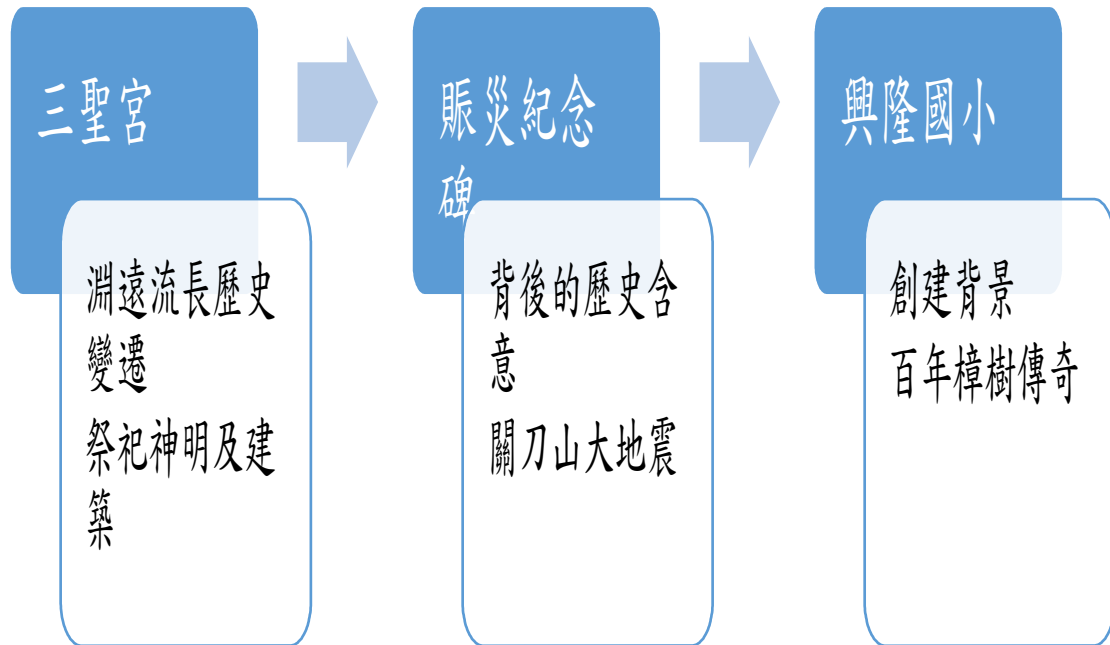 三聖宮
淵遠流長歷史
變遷
祭祀神明及建
築
賑災紀念
碑
背後的歷史含
意
關刀山大地震
興隆國小
創建背景
百年樟樹傳奇